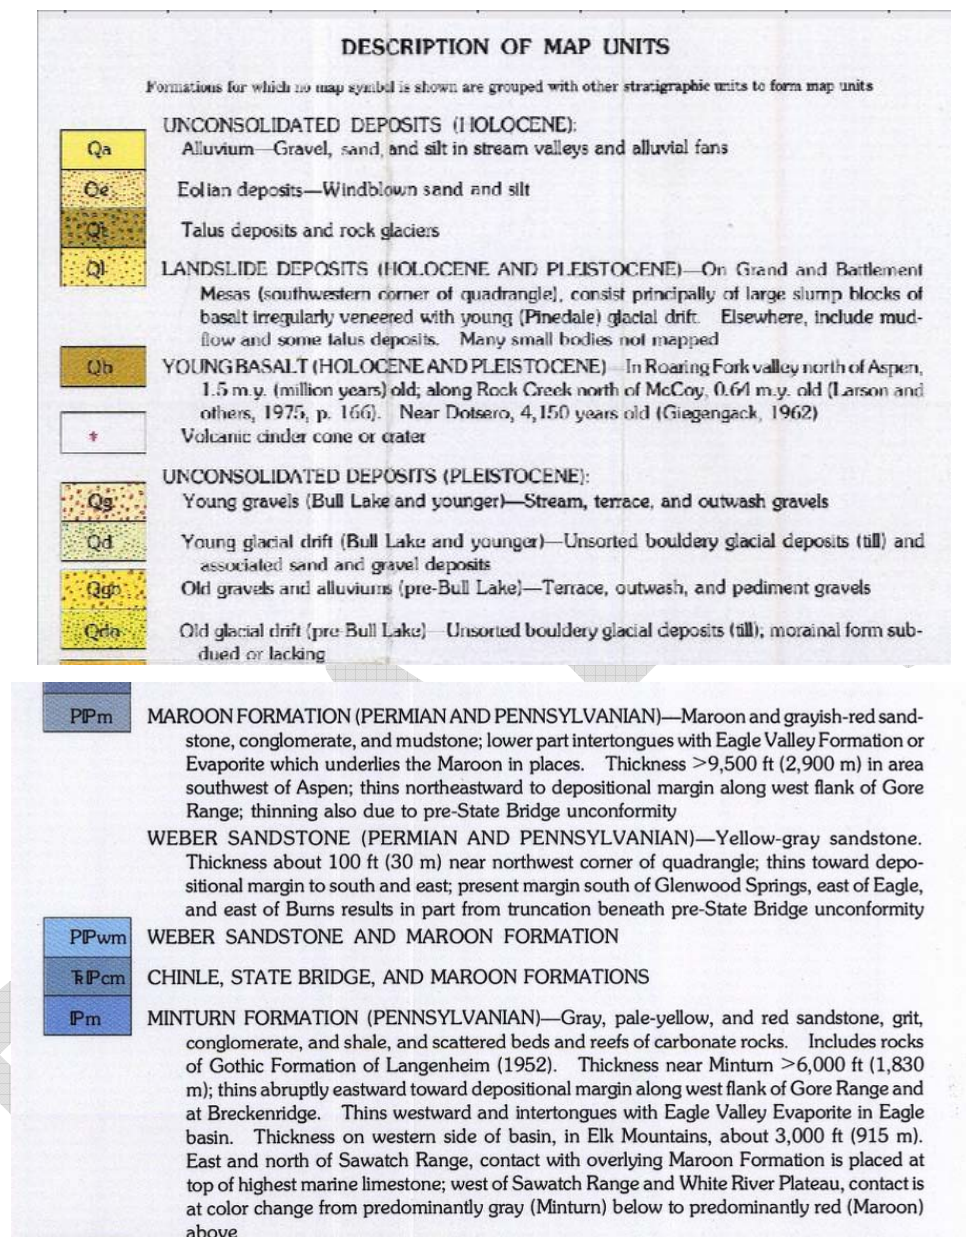 DESCRIPTION OF MAP UNITS
Formations for which no map symbol is shown are grouped with other stratigraphic units to form map units
UNCONSOLIDATED DEPOSITS (HOLOCENE):
Qa Alluvium—Gravel, sand, and silt in stream valleys and alluvial fans
Qe Eolian deposits—Windblown sand and silt
Qt Talus deposits and rock glaciers
Ql LANDSLIDE DEPOSITS (HOLOCENE AND PLEISTOCENE)—On Grand and Battlement
Mesas (southwestern corner of quadrangle), consist principally of large slump blocks of
basalt irregularly veneered with young (Pinedale) glacial drift. Elsewhere, include mud-
flow and some talus deposits. Many small bodies not mapped
Qb YOUNG BASALT (HOLOCENE AND PLEISTOCENE)—In Roaring Fork valley north of Aspen,
1.5 m.y. (million years) old; along Rock Creek north of McCoy, 0.64 m.y. old (Larson and
others, 1975, p. 166). Near Dotsero, 4,150 years old (Giegengack, 1962)
* Volcanic cinder cone or crater
UNCONSOLIDATED DEPOSITS (PLEISTOCENE):
Qg Young gravels (Bull Lake and younger)—Stream, terrace, and outwash gravels
Qd Young glacial drift (Bull Lake and younger)—Unsorted bouldery glacial deposits (till) and
associated sand and gravel deposits
Old gravels and alluviums (pre-Bull Lake)—Terrace, outwash, and pediment gravels
Qdo Old glacial drift (pre-Bull Lake)—Unsorted bouldery glacial deposits (till); morainal form sub-
dued or lacking
PIPm MAROON FORMATION (PERMIAN AND PENNSYLVANIAN)—Maroon and grayish-red sand-
stone, conglomerate, and mudstone; lower part intertongues with Eagle Valley Formation or
Evaporite which underlies the Maroon in places. Thickness >9,500 ft (2,900 m) in area
southwest of Aspen; thins northeastward to depositional margin along west flank of Gore
Range; thinning also due to pre-State Bridge unconformity
WEBER SANDSTONE (PERMIAN AND PENNSYLVANIAN)—Yellow-gray sandstone.
Thickness about 100 ft (30 m) near northwest corner of quadrangle; thins toward depo-
sitional margin to south and east; present margin south of Glenwood Springs, east of Eagle,
and east of Burns results in part from truncation beneath pre-State Bridge unconformity
PIPwm WEBER SANDSTONE AND MAROON FORMATION
TRIPcm CHINLE, STATE BRIDGE, AND MAROON FORMATIONS
IPm MINTURN FORMATION (PENNSYLVANIAN)—Gray, pale-yellow, and red sandstone, grit,
conglomerate, and shale, and scattered beds and reefs of carbonate rocks. Includes rocks
of Gothic Formation of Langenheim (1952). Thickness near Minturn >6,000 ft (1,830
m); thins abruptly eastward toward depositional margin along west flank of Gore Range and
at Breckenridge. Thins westward and intertongues with Eagle Valley Evaporite in Eagle
basin. Thickness on western side of basin, in Elk Mountains, about 3,000 ft (915 m).
East and north of Sawatch Range, contact with overlying Maroon Formation is placed at
top of highest marine limestone; west of Sawatch Range and White River Plateau, contact is
at color change from predominantly gray (Minturn) below to predominantly red (Maroon)
above